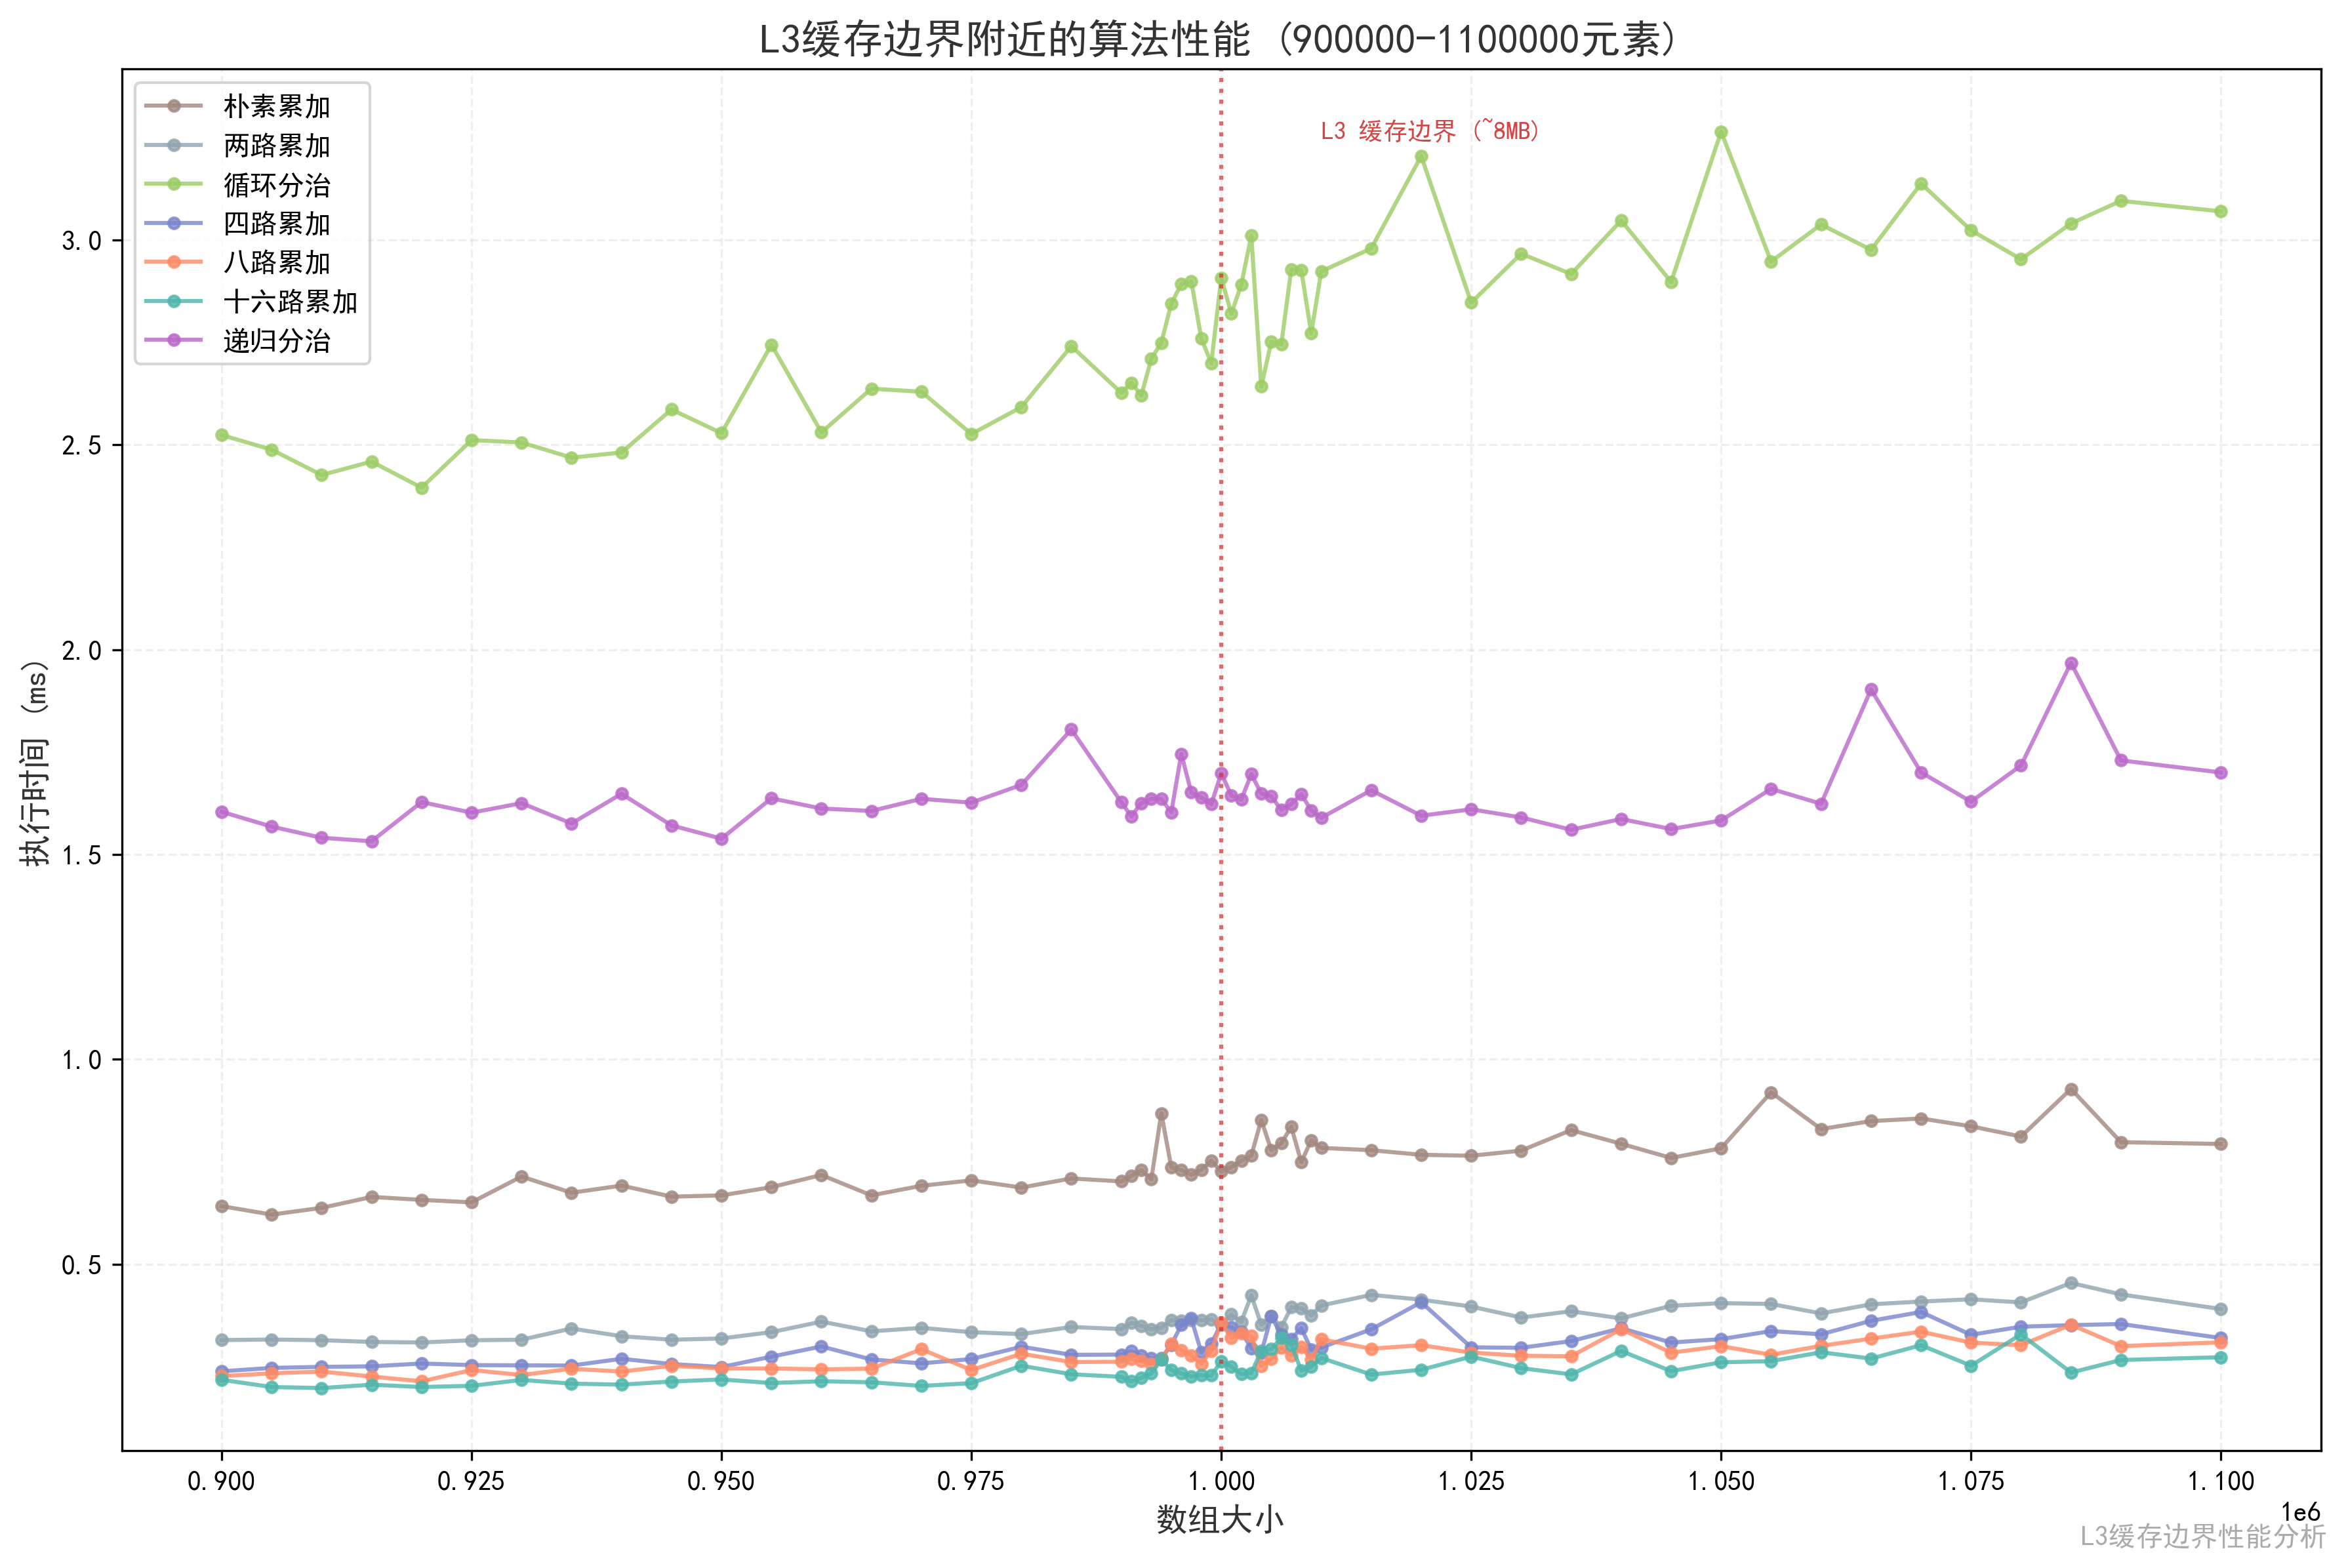 L3缓存边界附近的算法性能 (900000-1100000元素)
朴素累加
两路累加
循环分治
四路累加
八路累加
十六路累加
递归分治
L3 缓存边界 (~8MB)
3.0
2.5
2.0
1.5
1.0
0.5
执行时间 (ms)
0.900 0.925 0.950 0.975 1.000 1.025 1.050 1.075 1.100
1e6
数组大小
L3缓存边界性能分析